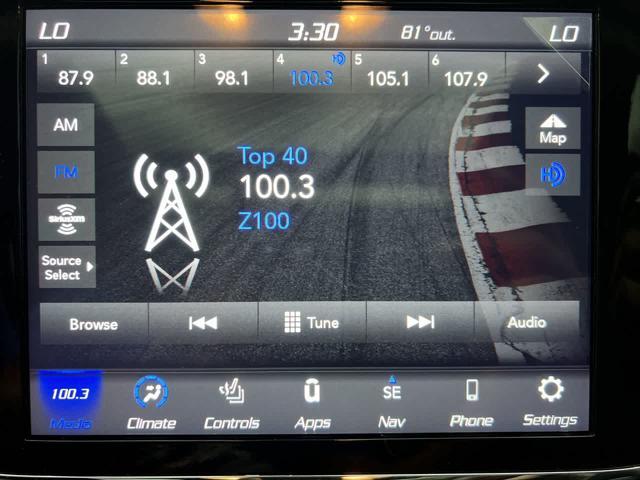 LO 3:30 81°out. LO
1 2 3 4 5 6
87.9 88.1 98.1 100.3 105.1 107.9
AM
Map
FM
HD
Top 40
100.3
Z100
SiriusXM
Source
Select
Browse Tune Audio
100.3 SE
Media Climate Controls Apps Nav Phone Settings